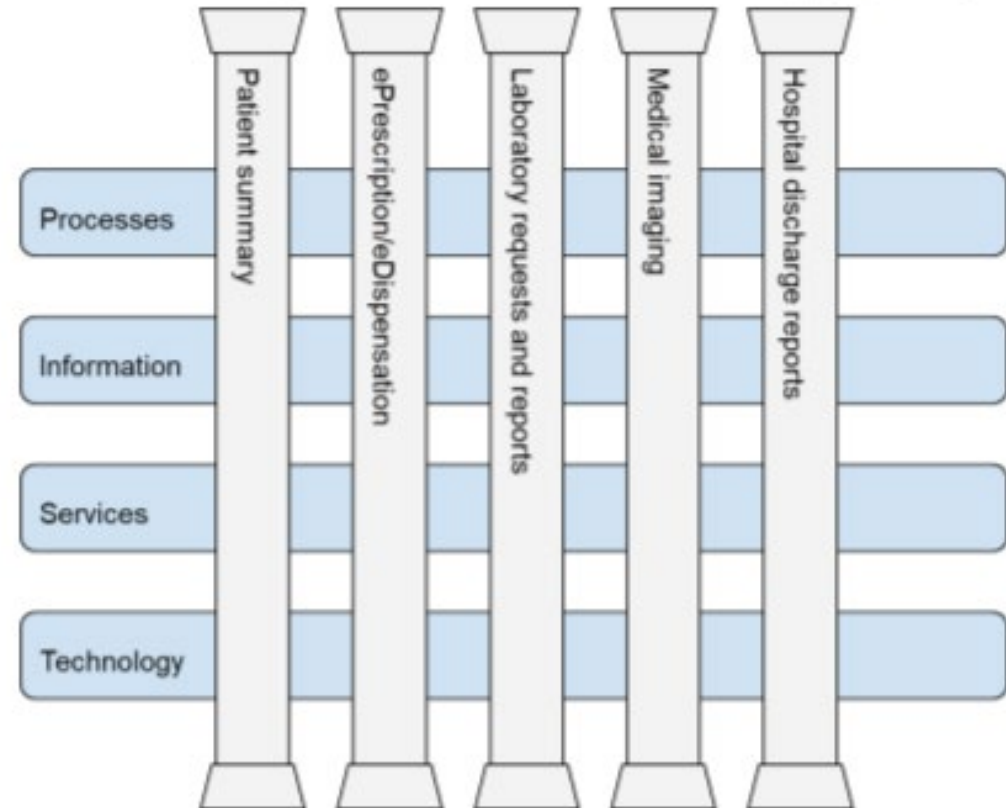 Patient summary
ePrescription/eDispensation
Laboratory requests and reports
Medical imaging
Hospital discharge reports
Processes
Information
Services
Technology